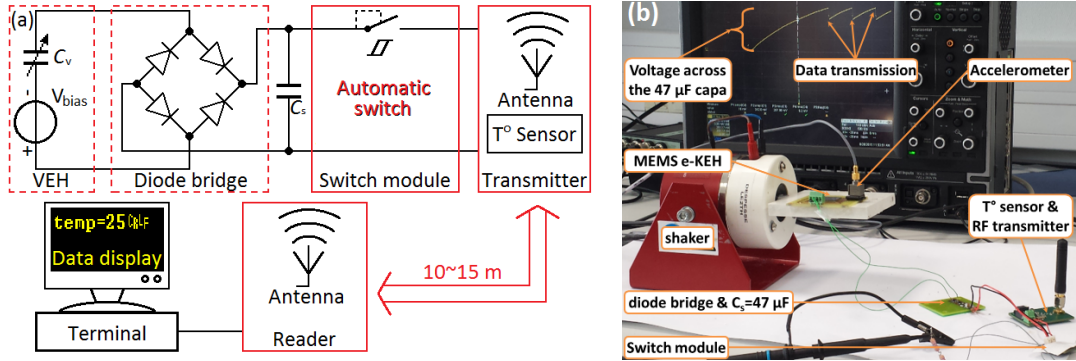 (a)
Cv
Vbias
+
Cs
Automatic
switch
Antenna
T° Sensor
VEH
Diode bridge
Switch module
Transmitter
temp=25 CRLF
Data display
Terminal
Antenna
Reader
10~15 m
(b)
Voltage across
the 47 µF capa
Data transmission
Accelerometer
MEMS e-KEH
shaker
T° sensor &
RF transmitter
diode bridge & Cs=47 µF
Switch module